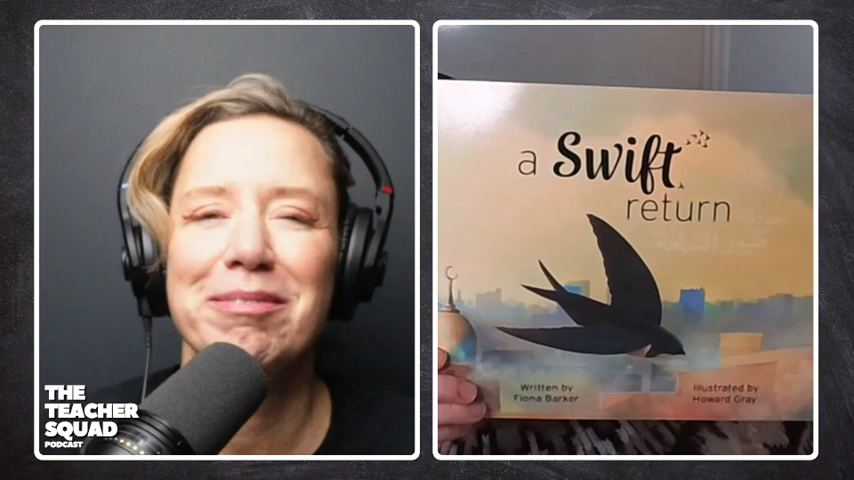 THE
TEACHER
SQUAD
PODCAST
a Swift
return
Written by
Fiona Barker
Illustrated by
Howard Gray